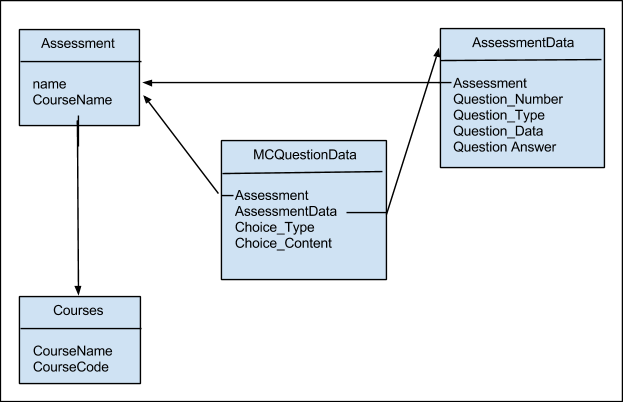 Assessment
name
CourseName
AssessmentData
Assessment
Question_Number
Question_Type
Question_Data
Question Answer
MCQuestionData
Assessment
AssessmentData
Choice_Type
Choice_Content
Courses
CourseName
CourseCode